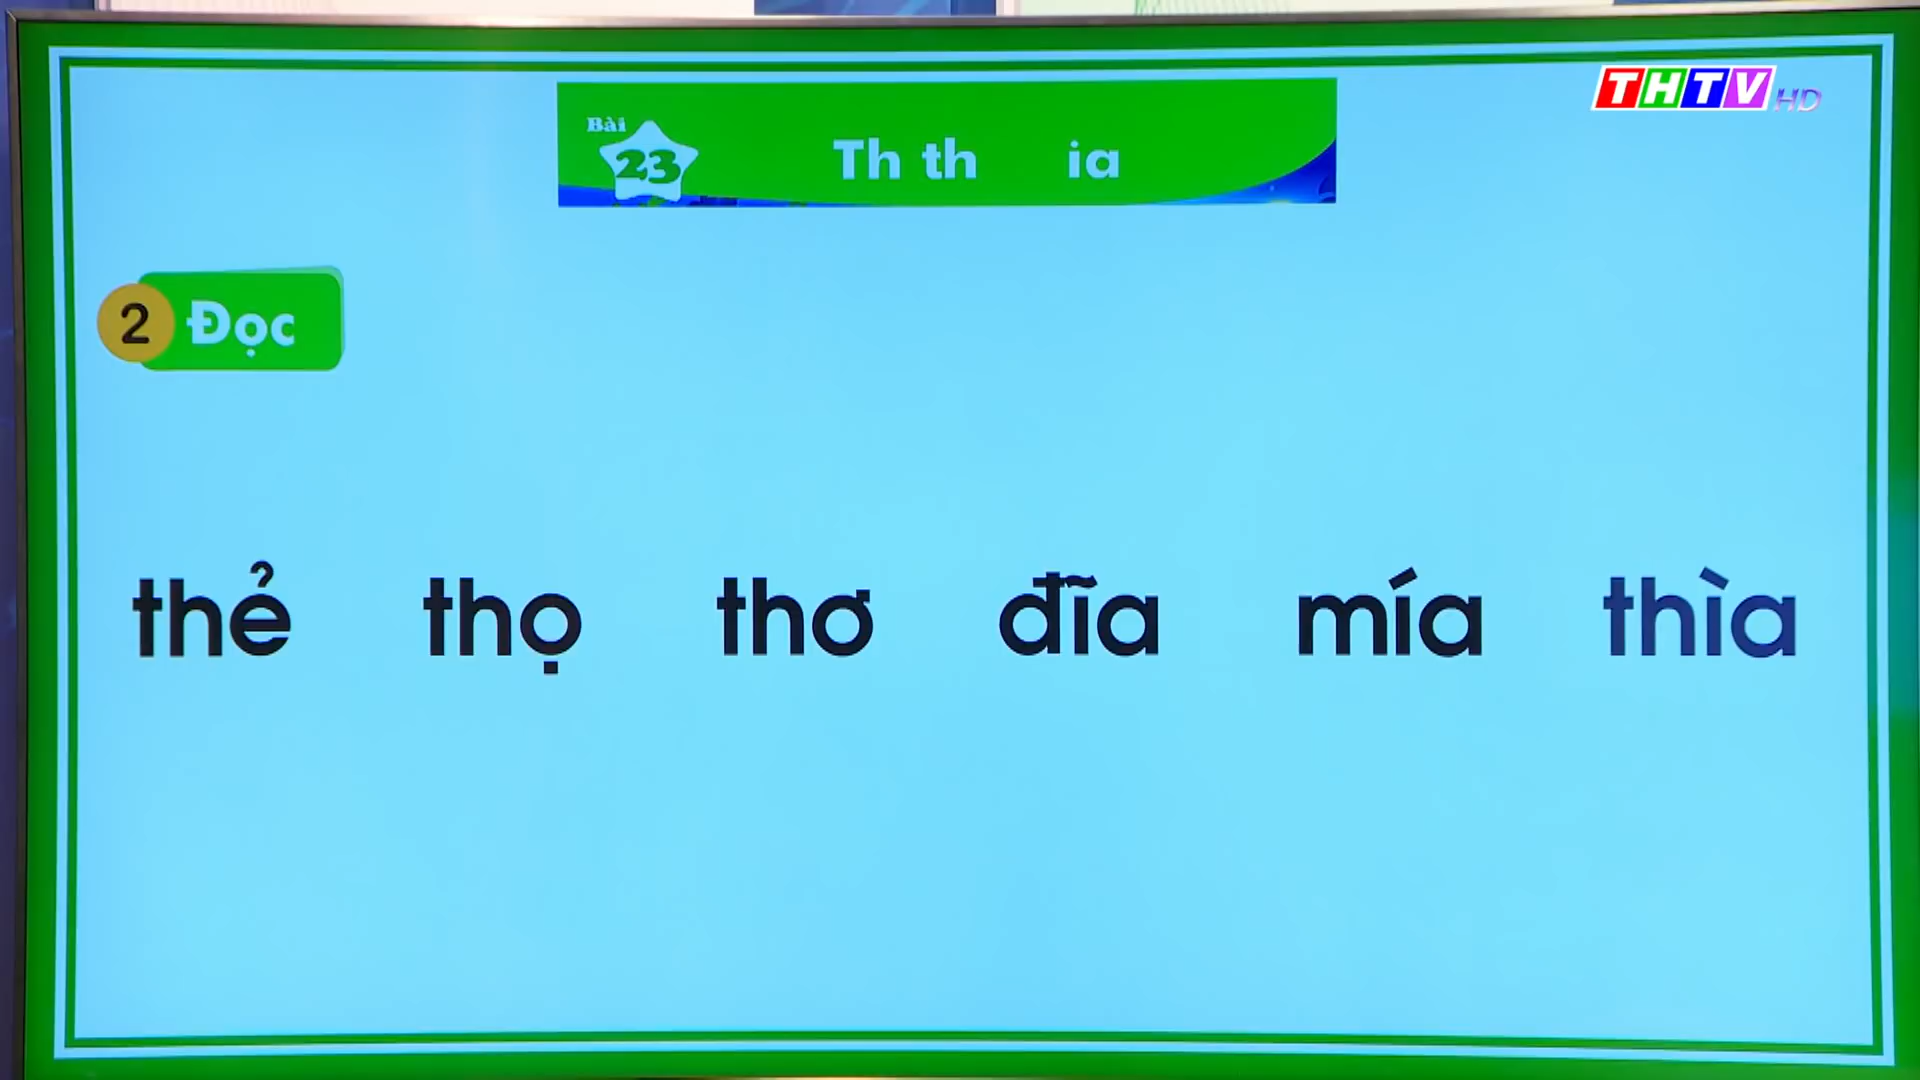 THTV HD
Bài 23 Th th ia
2 Đọc
thẻ thọ thơ đĩa mía thìa